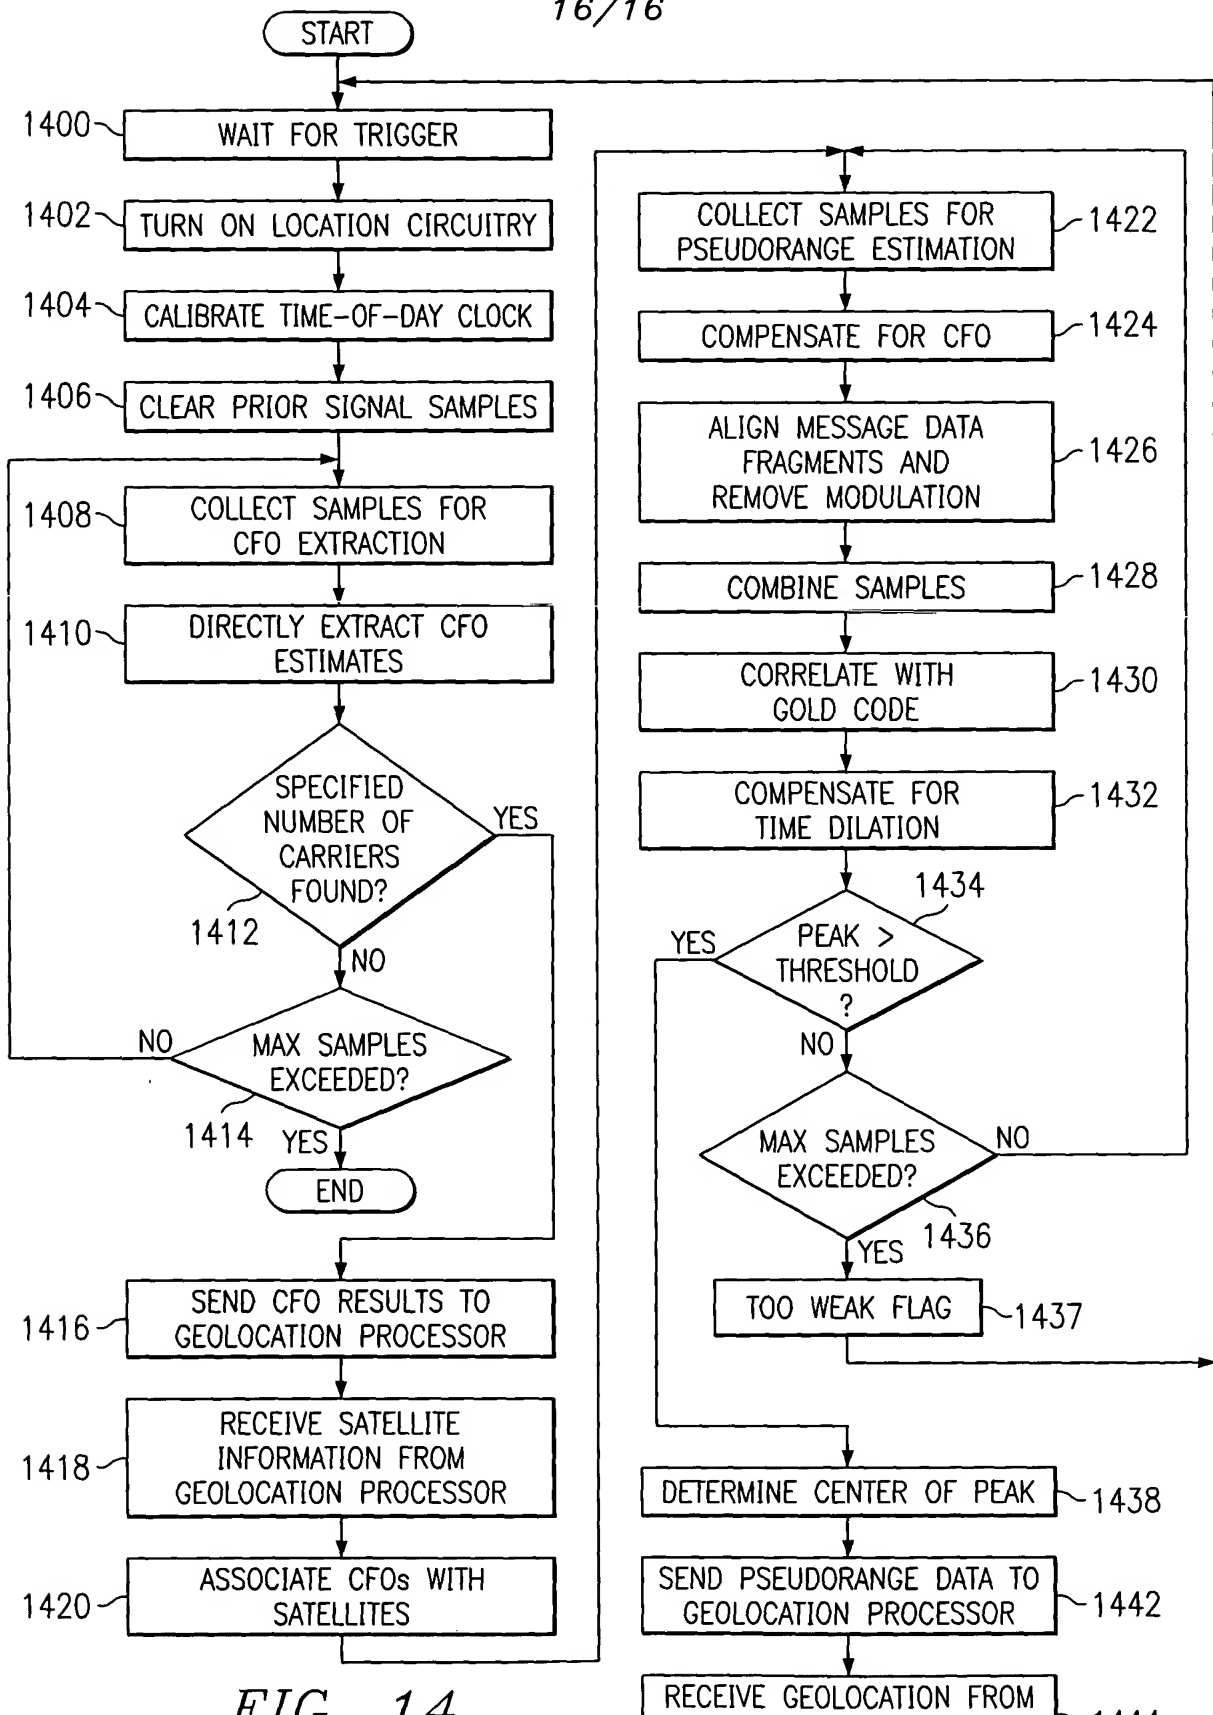 16/16
START
1400
WAIT FOR TRIGGER
1402
TURN ON LOCATION CIRCUITRY
1404
CALIBRATE TIME-OF-DAY CLOCK
1406
CLEAR PRIOR SIGNAL SAMPLES
1408
COLLECT SAMPLES FOR
CFO EXTRACTION
1410
DIRECTLY EXTRACT CFO
ESTIMATES
SPECIFIED
NUMBER OF
CARRIERS
FOUND?
YES
1412
NO
MAX SAMPLES
EXCEEDED?
NO
1414
YES
END
1416
SEND CFO RESULTS TO
GEOLOCATION PROCESSOR
1418
RECEIVE SATELLITE
INFORMATION FROM
GEOLOCATION PROCESSOR
1420
ASSOCIATE CFOs WITH
SATELLITES
FIG. 14
COLLECT SAMPLES FOR
PSEUDORANGE ESTIMATION
1422
COMPENSATE FOR CFO
1424
ALIGN MESSAGE DATA
FRAGMENTS AND
REMOVE MODULATION
1426
COMBINE SAMPLES
1428
CORRELATE WITH
GOLD CODE
1430
COMPENSATE FOR
TIME DILATION
1432
1434
YES
PEAK >
THRESHOLD
?
NO
MAX SAMPLES
EXCEEDED?
NO
1436
YES
TOO WEAK FLAG
1437
DETERMINE CENTER OF PEAK
1438
SEND PSEUDORANGE DATA TO
GEOLOCATION PROCESSOR
1442
RECEIVE GEOLOCATION FROM